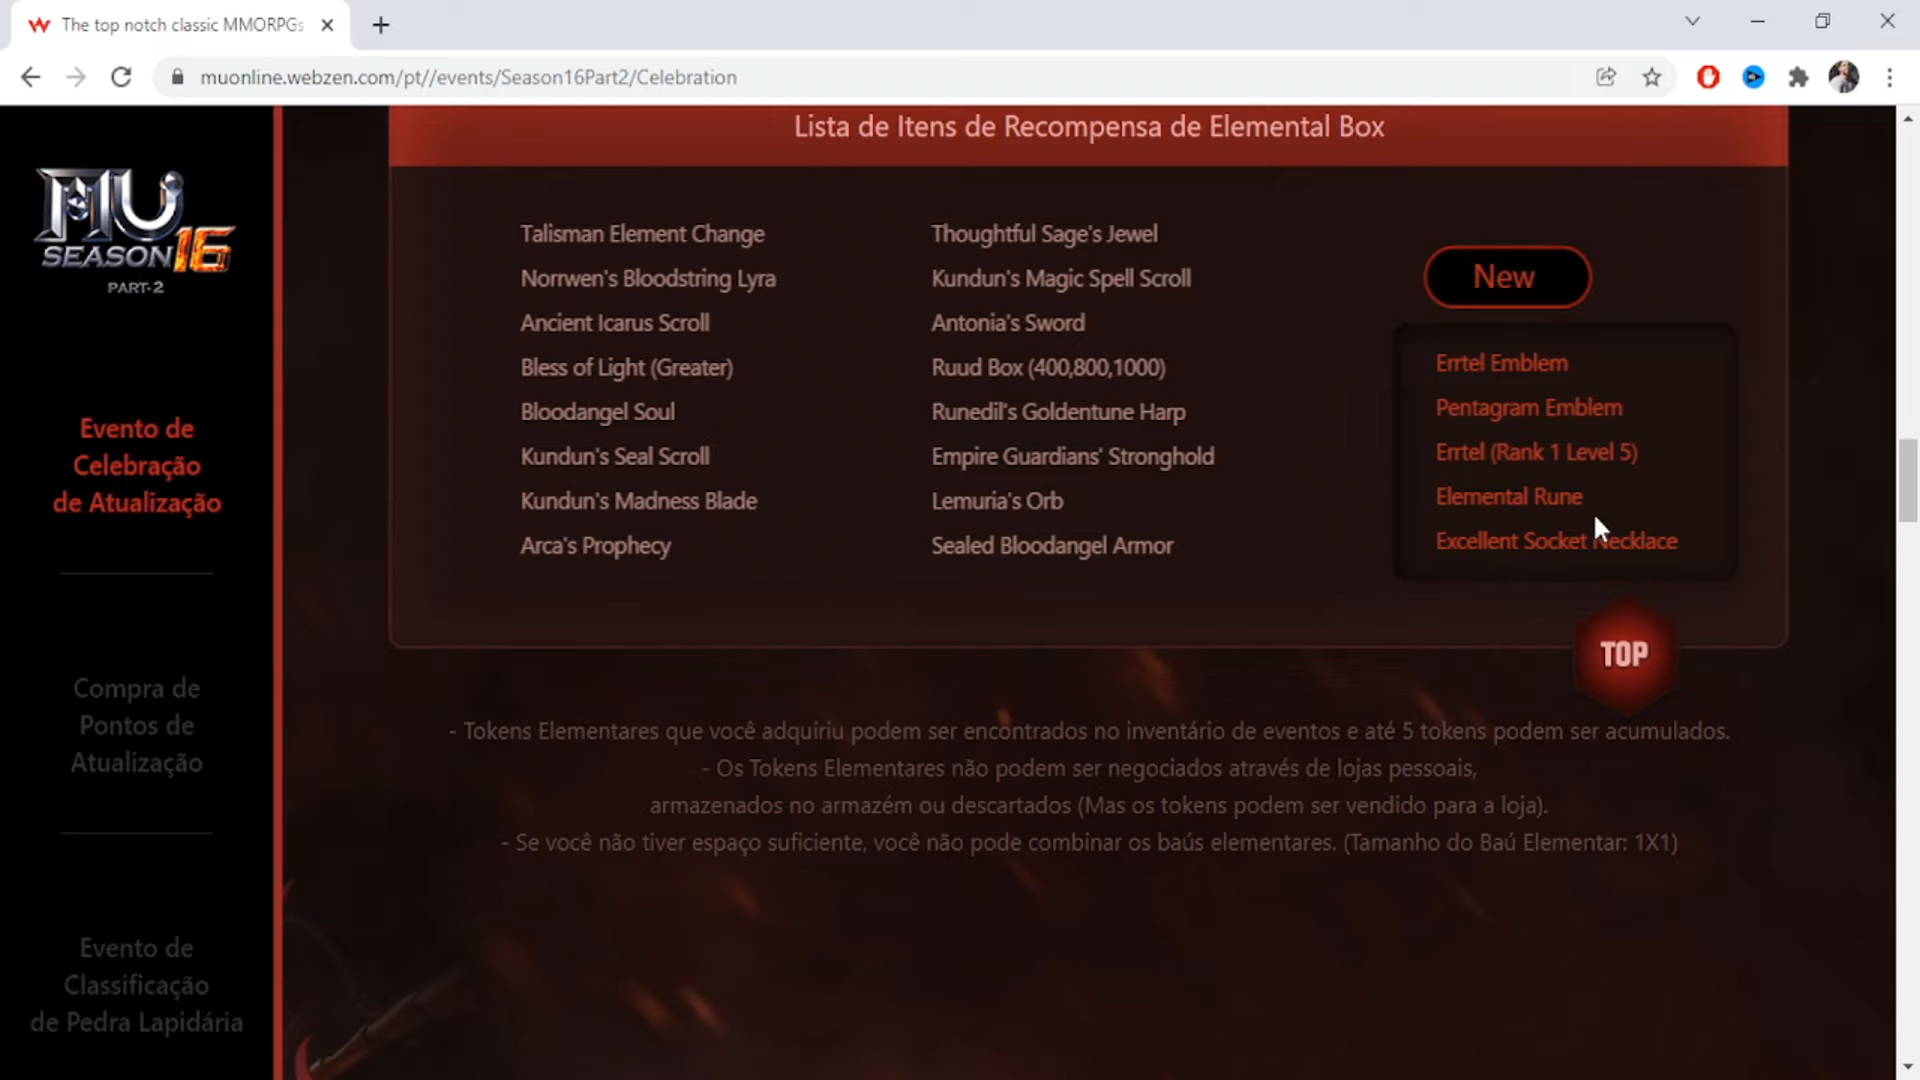 The top notch classic MMORPGs
muonline.webzen.com/pt//events/Season16Part2/Celebration
MU
SEASON 16
PART-2
Evento de
Celebração
de Atualização
Compra de
Pontos de
Atualização
Evento de
Classificação
de Pedra Lapidária
Lista de Itens de Recompensa de Elemental Box
Talisman Element Change
Norrwen's Bloodstring Lyra
Ancient Icarus Scroll
Bless of Light (Greater)
Bloodangel Soul
Kundun's Seal Scroll
Kundun's Madness Blade
Arca's Prophecy
Thoughtful Sage's Jewel
Kundun's Magic Spell Scroll
Antonia's Sword
Ruud Box (400,800,1000)
Runedil's Goldentune Harp
Empire Guardians' Stronghold
Lemuria's Orb
Sealed Bloodangel Armor
New
Errtel Emblem
Pentagram Emblem
Errtel (Rank 1 Level 5)
Elemental Rune
Excellent Socket Necklace
TOP
- Tokens Elementares que você adquiriu podem ser encontrados no inventário de eventos e até 5 tokens podem ser acumulados.
- Os Tokens Elementares não podem ser negociados através de lojas pessoais,
armazenados no armazém ou descartados (Mas os tokens podem ser vendido para a loja).
- Se você não tiver espaço suficiente, você não pode combinar os baús elementares. (Tamanho do Baú Elementar: 1X1)